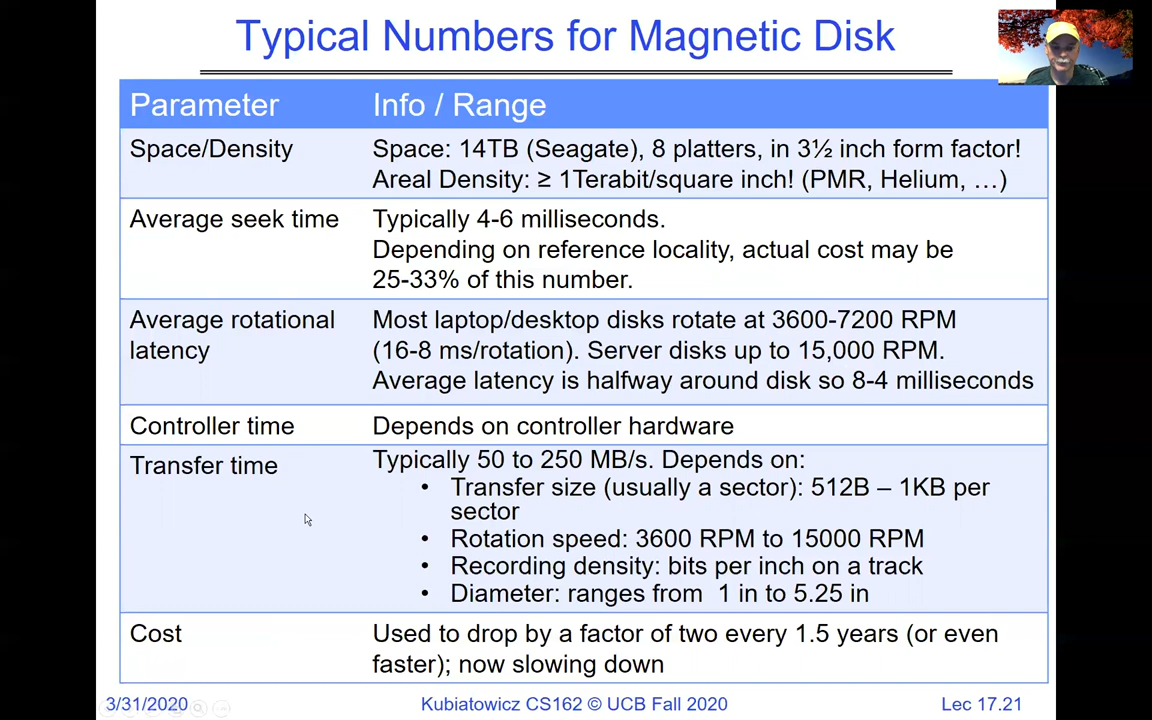 Typical Numbers for Magnetic Disk
Parameter
Info / Range
Space/Density
Space: 14TB (Seagate), 8 platters, in 3½ inch form factor!
Areal Density: ≥ 1Terabit/square inch! (PMR, Helium, …)
Average seek time
Typically 4-6 milliseconds.
Depending on reference locality, actual cost may be
25-33% of this number.
Average rotational
latency
Most laptop/desktop disks rotate at 3600-7200 RPM
(16-8 ms/rotation). Server disks up to 15,000 RPM.
Average latency is halfway around disk so 8-4 milliseconds
Controller time
Depends on controller hardware
Transfer time
Typically 50 to 250 MB/s. Depends on:
• Transfer size (usually a sector): 512B – 1KB per
sector
• Rotation speed: 3600 RPM to 15000 RPM
• Recording density: bits per inch on a track
• Diameter: ranges from 1 in to 5.25 in
Cost
Used to drop by a factor of two every 1.5 years (or even
faster); now slowing down
3/31/2020
Kubiatowicz CS162 © UCB Fall 2020
Lec 17.21